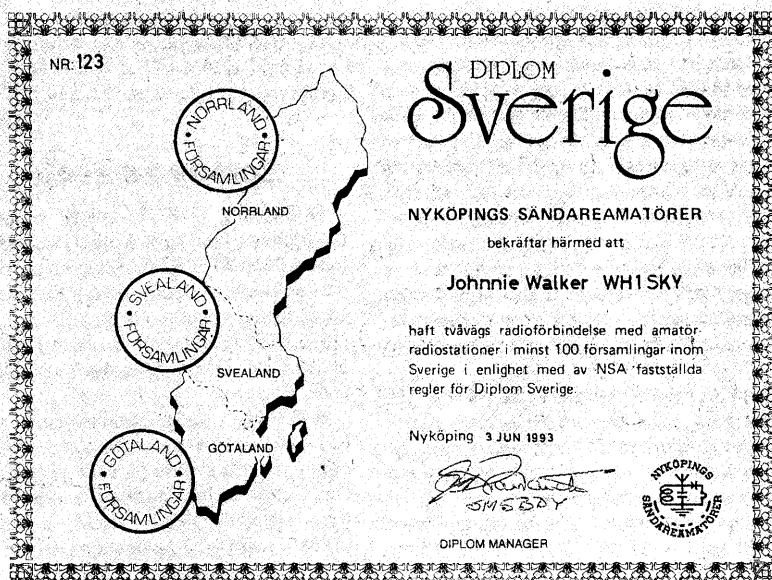 NR. 123
DIPLOM
Sverige
NORRLAND
FÖRSAMLINGAR
NORRLAND
SVEALAND
FÖRSAMLINGAR
SVEALAND
GÖTALAND
FÖRSAMLINGAR
GÖTALAND
NYKÖPINGS SÄNDAREAMATÖRER
bekräftar härmed att
Johnnie Walker WH1SKY
haft tvåvägs radioförbindelse med amatör-
radiostationer i minst 100 församlingar inom
Sverige i enlighet med av NSA fastställda
regler för Diplom Sverige.
Nyköping 3 JUN 1993
SM5BDY
DIPLOM MANAGER
NYKÖPINGS
SÄNDAREAMATÖRER